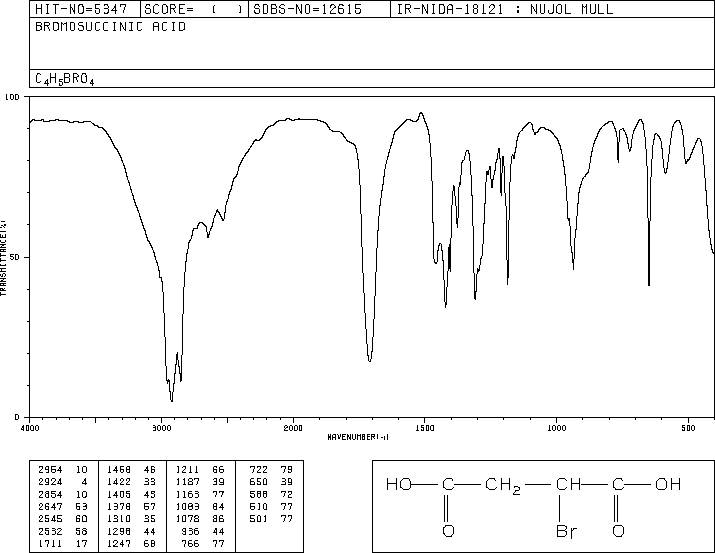 HIT-NO=5347 SCORE= ( ) SDBS-NO=12615 IR-NIDA-18121 : NUJOL MULL
BROMOSUCCINIC ACID
C4H5BRO4
100
50
0
TRANSMITTANCE(%)
4000 3000 2000 1500 1000 500
WAVENUMBER(-1)
2954 10 1458 46 1211 66 722 79
2924 4 1422 33 1187 39 650 39
2854 10 1405 45 1163 77 588 72
2647 53 1378 57 1083 84 510 77
2545 60 1310 35 1078 86 501 77
2532 58 1298 44 936 44
1711 17 1247 68 766 77
HO C CH2 CH C OH
O Br O